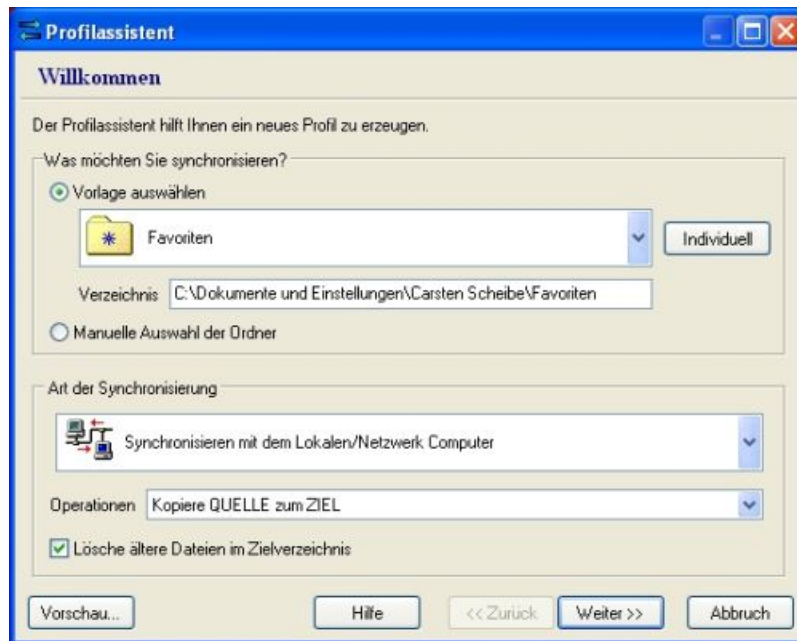 Profilassistent
Willkommen
Der Profilassistent hilft Ihnen ein neues Profil zu erzeugen.
Was möchten Sie synchronisieren?
Vorlage auswählen
Favoriten
Individuell
Verzeichnis C:\Dokumente und Einstellungen\Carsten Scheibe\Favoriten
Manuelle Auswahl der Ordner
Art der Synchronisierung
Synchronisieren mit dem Lokalen/Netzwerk Computer
Operationen Kopiere QUELLE zum ZIEL
Lösche ältere Dateien im Zielverzeichnis
Vorschau... Hilfe << Zurück Weiter >> Abbruch